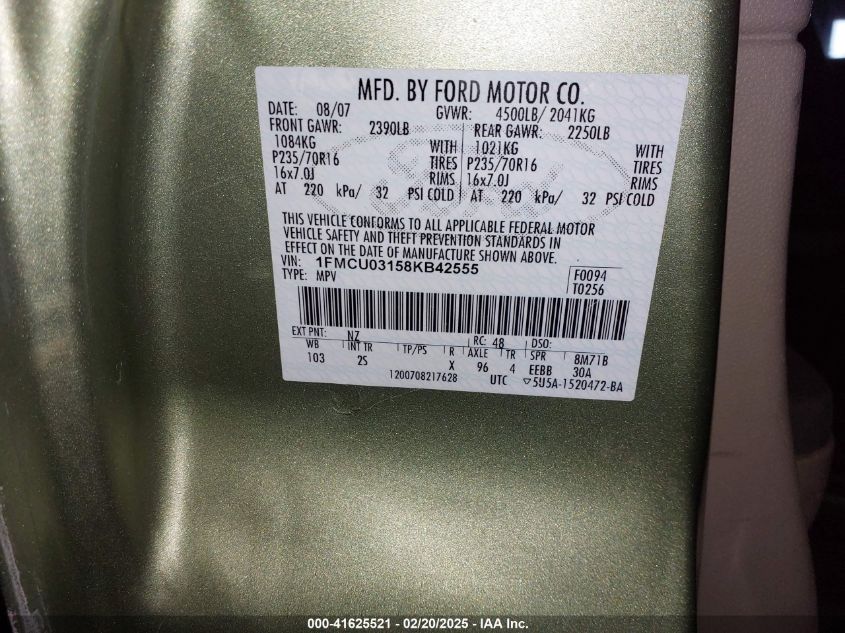 MFD. BY FORD MOTOR CO.
DATE: 08/07 GVWR: 4500LB/ 2041KG
FRONT GAWR: 2390LB REAR GAWR: 2250LB
1084KG WITH 1021KG WITH
P235/70R16 TIRES P235/70R16 TIRES
16x7.0J RIMS 16x7.0J RIMS
AT 220 kPa/ 32 PSI COLD AT 220 kPa/ 32 PSI COLD
THIS VEHICLE CONFORMS TO ALL APPLICABLE FEDERAL MOTOR
VEHICLE SAFETY AND THEFT PREVENTION STANDARDS IN
EFFECT ON THE DATE OF MANUFACTURE SHOWN ABOVE.
VIN: 1FMCU03158KB42555
TYPE: MPV
F0094
T0256
EXT PNT: NZ RC: 48 DSO:
WB INT TR TP/PS R AXLE TR SPR 8M71B
103 2S X 96 4 EEBB 30A
1200708217628 UTC ▽5U5A-1520472-BA
000-41625521 — 02/20/2025 — IAA Inc.